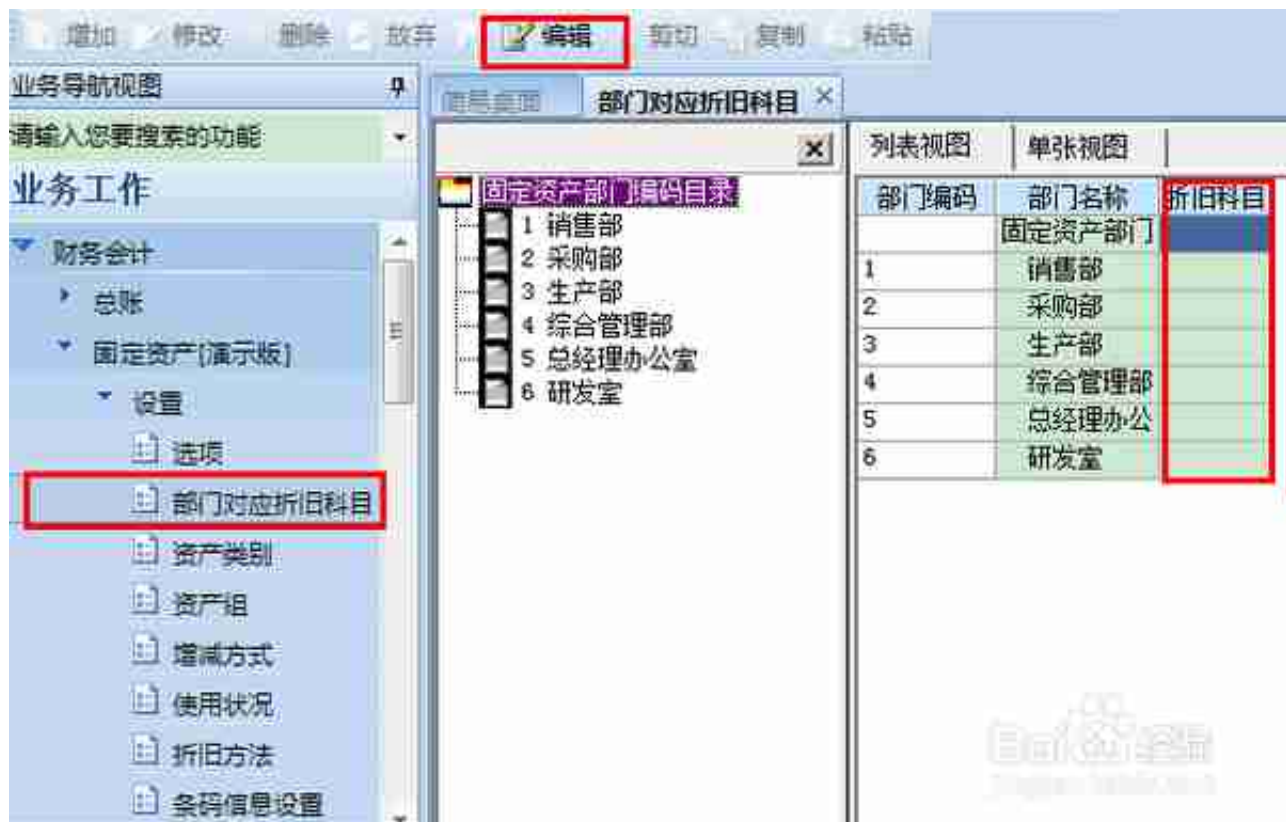 增加 修改 删除 放弃 编辑 剪切 复制 粘贴
业务导航视图
请输入您要搜索的功能
业务工作
财务会计
总账
固定资产[演示版]
设置
选项
部门对应折旧科目
资产类别
资产组
增减方式
使用状况
折旧方法
条码信息设置
简易桌面 部门对应折旧科目
固定资产部门编码目录
1 销售部
2 采购部
3 生产部
4 综合管理部
5 总经理办公室
6 研发室
列表视图 单张视图
部门编码 部门名称 折旧科目
固定资产部门
1 销售部
2 采购部
3 生产部
4 综合管理部
5 总经理办公
6 研发室
Baidu 经验